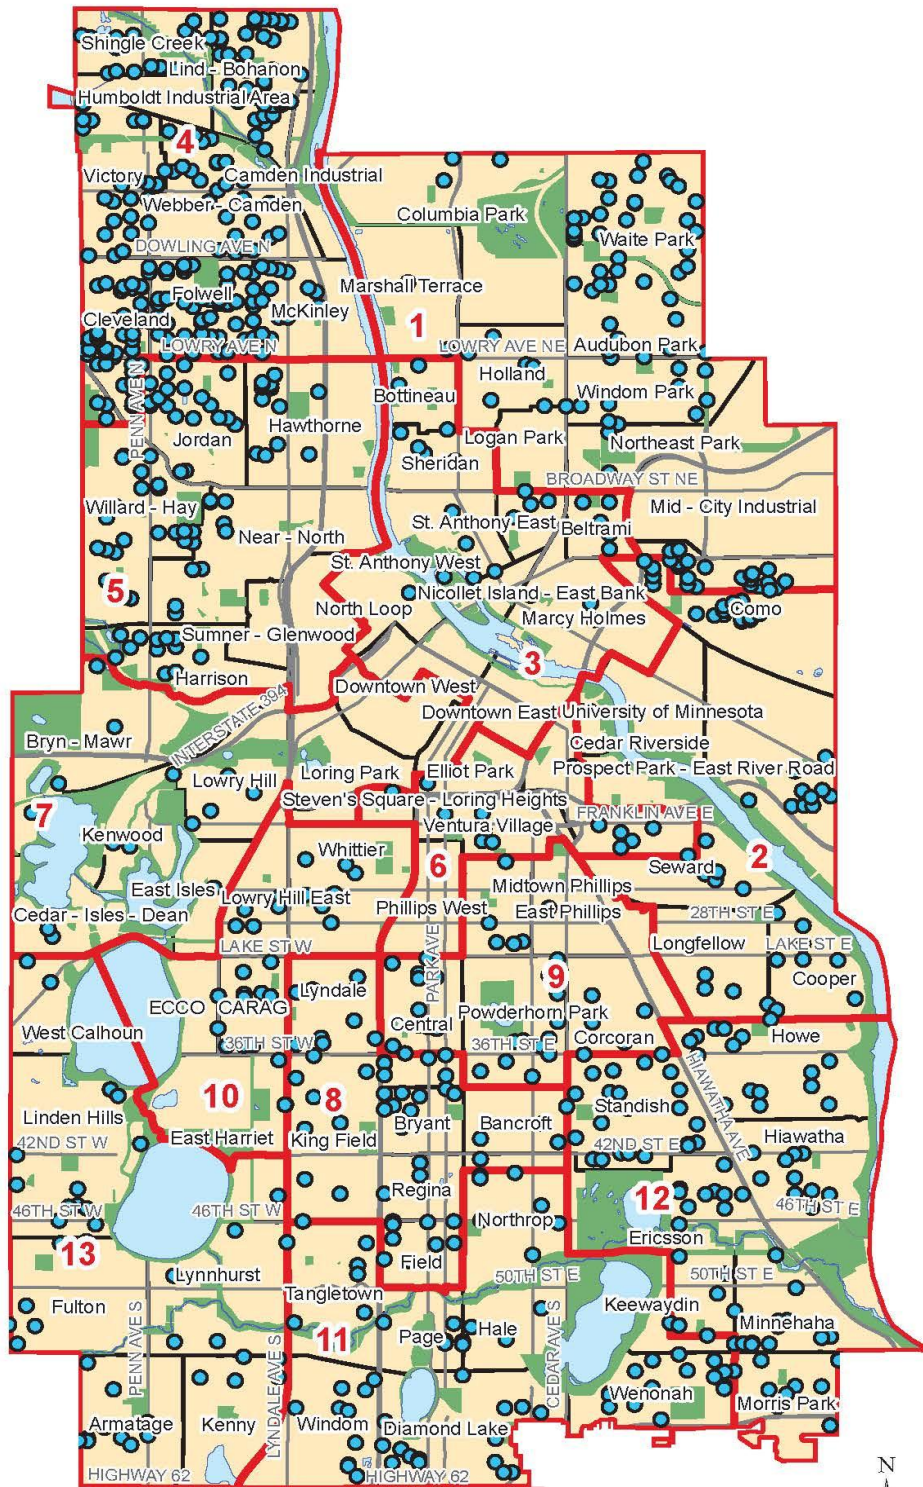 Shingle Creek
Lind - Bohanon
Humboldt Industrial Area
4
Victory
Camden Industrial
Webber - Camden
Columbia Park
Waite Park
DOWLING AVE N
Marshall Terrace
Folwell
McKinley
Cleveland
1
LOWRY AVE N
LOWRY AVE NE
Audubon Park
Holland
PENN AVE N
Bottineau
Windom Park
Jordan
Hawthorne
Logan Park
Northeast Park
Sheridan
BROADWAY ST NE
Willard - Hay
Mid - City Industrial
St. Anthony East
Beltrami
Near - North
St. Anthony West
5
Nicollet Island - East Bank
North Loop
Marcy Holmes
Como
Sumner - Glenwood
3
Harrison
Downtown West
INTERSTATE 394
Downtown East
University of Minnesota
Bryn - Mawr
Cedar Riverside
Prospect Park - East River Road
Lowry Hill
Loring Park
Elliot Park
Steven's Square - Loring Heights
7
FRANKLIN AVE E
Kenwood
Ventura Village
Whittier
6
2
Seward
East Isles
Lowry Hill East
Midtown Phillips
Phillips West
East Phillips
28TH ST E
Cedar - Isles - Dean
LAKE ST W
Longfellow
LAKE ST E
PARK AVE
9
Cooper
ECCO
CARAG
Lyndale
West Calhoun
Central
Powderhorn Park
36TH ST W
36TH ST E
Corcoran
Howe
HIAWATHA AVE
10
8
Linden Hills
Standish
East Harriet
King Field
Bryant
Bancroft
42ND ST W
42ND ST E
Hiawatha
Regina
12
46TH ST W
46TH ST W
46TH ST E
Northrop
13
Ericsson
Field
Lynnhurst
Tangletown
50TH ST E
50TH ST E
Fulton
Keewaydin
PENN AVE S
11
Page
Hale
Minnehaha
LYNDALE AVE S
CEDAR AVE S
Wenonah
Morris Park
Armatage
Kenny
Windom
Diamond Lake
HIGHWAY 62
HIGHWAY 62
N